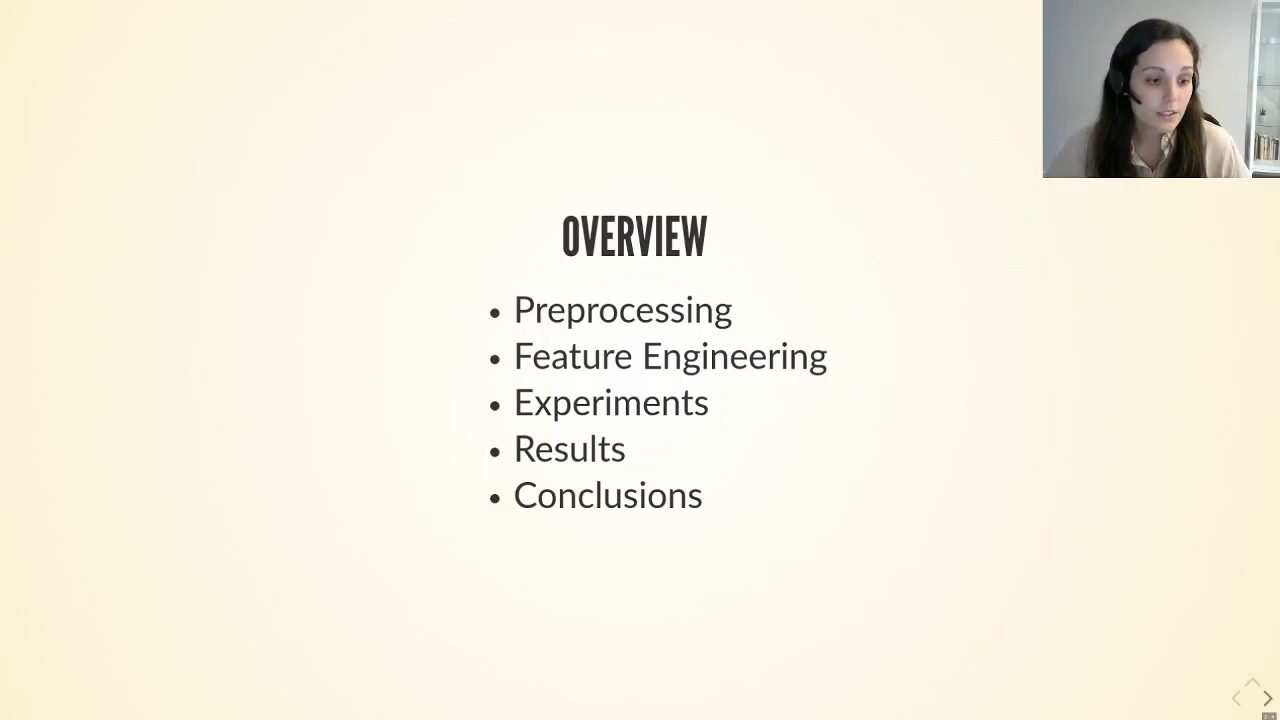 OVERVIEW
Preprocessing
Feature Engineering
Experiments
Results
Conclusions